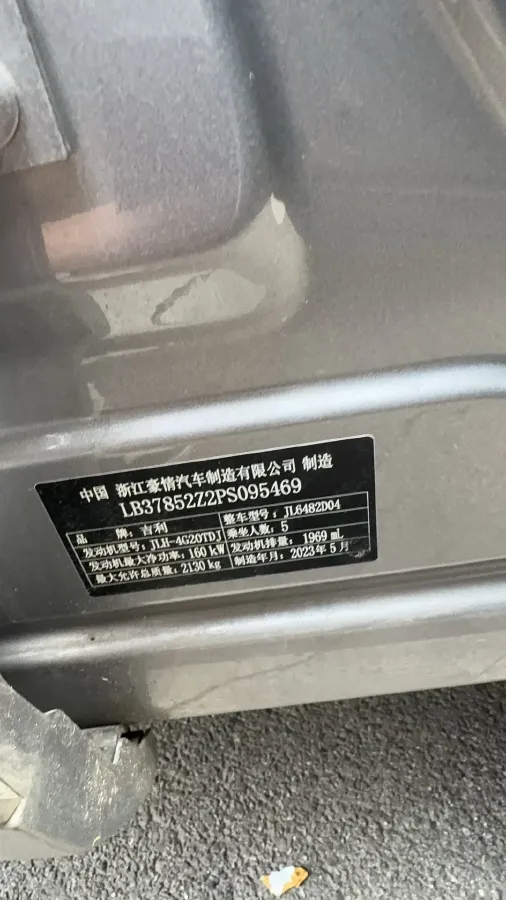 中国 浙江豪情汽车制造有限公司 制造
LB37852Z2PS095469
品牌：吉利 整车型号：JL6482D04
发动机型号：JLH-4G20TDJ 乘坐人数：5
发动机最大净功率：160 kW 发动机排量：1969 mL
最大允许总质量：2130 kg 制造年月：2023年5月